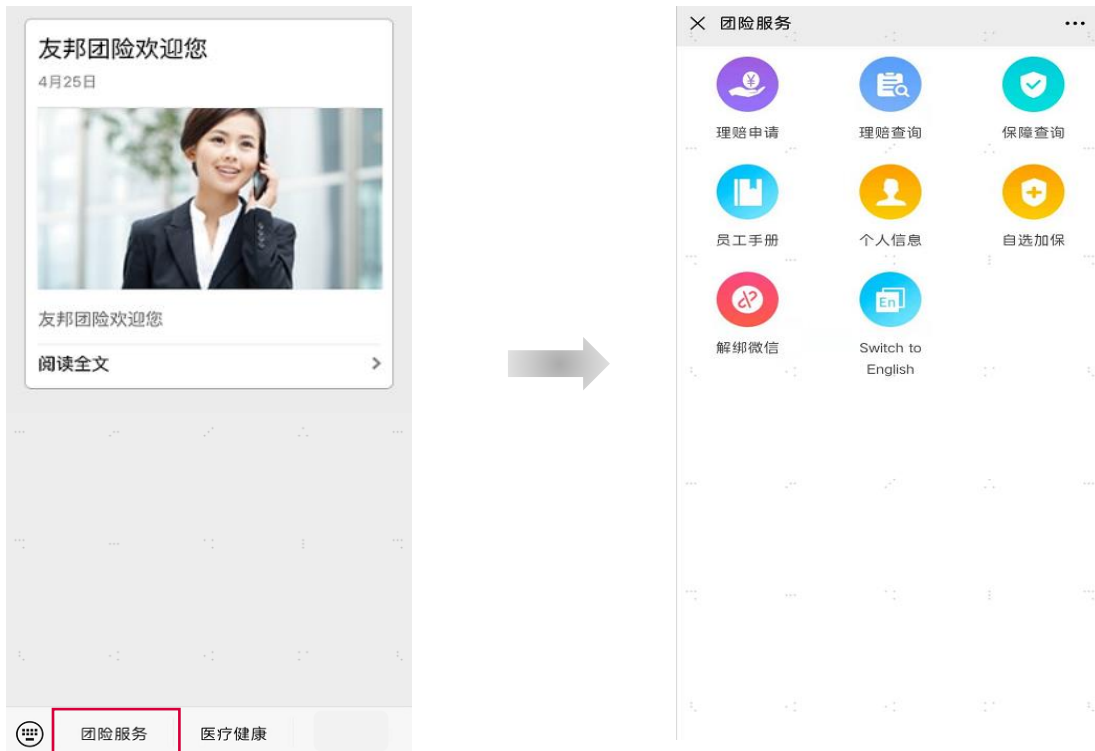 友邦团险欢迎您
4月25日
友邦团险欢迎您
阅读全文
团险服务
医疗健康
团险服务
理赔申请
理赔查询
保障查询
员工手册
个人信息
自选加保
En
解绑微信
Switch to
English